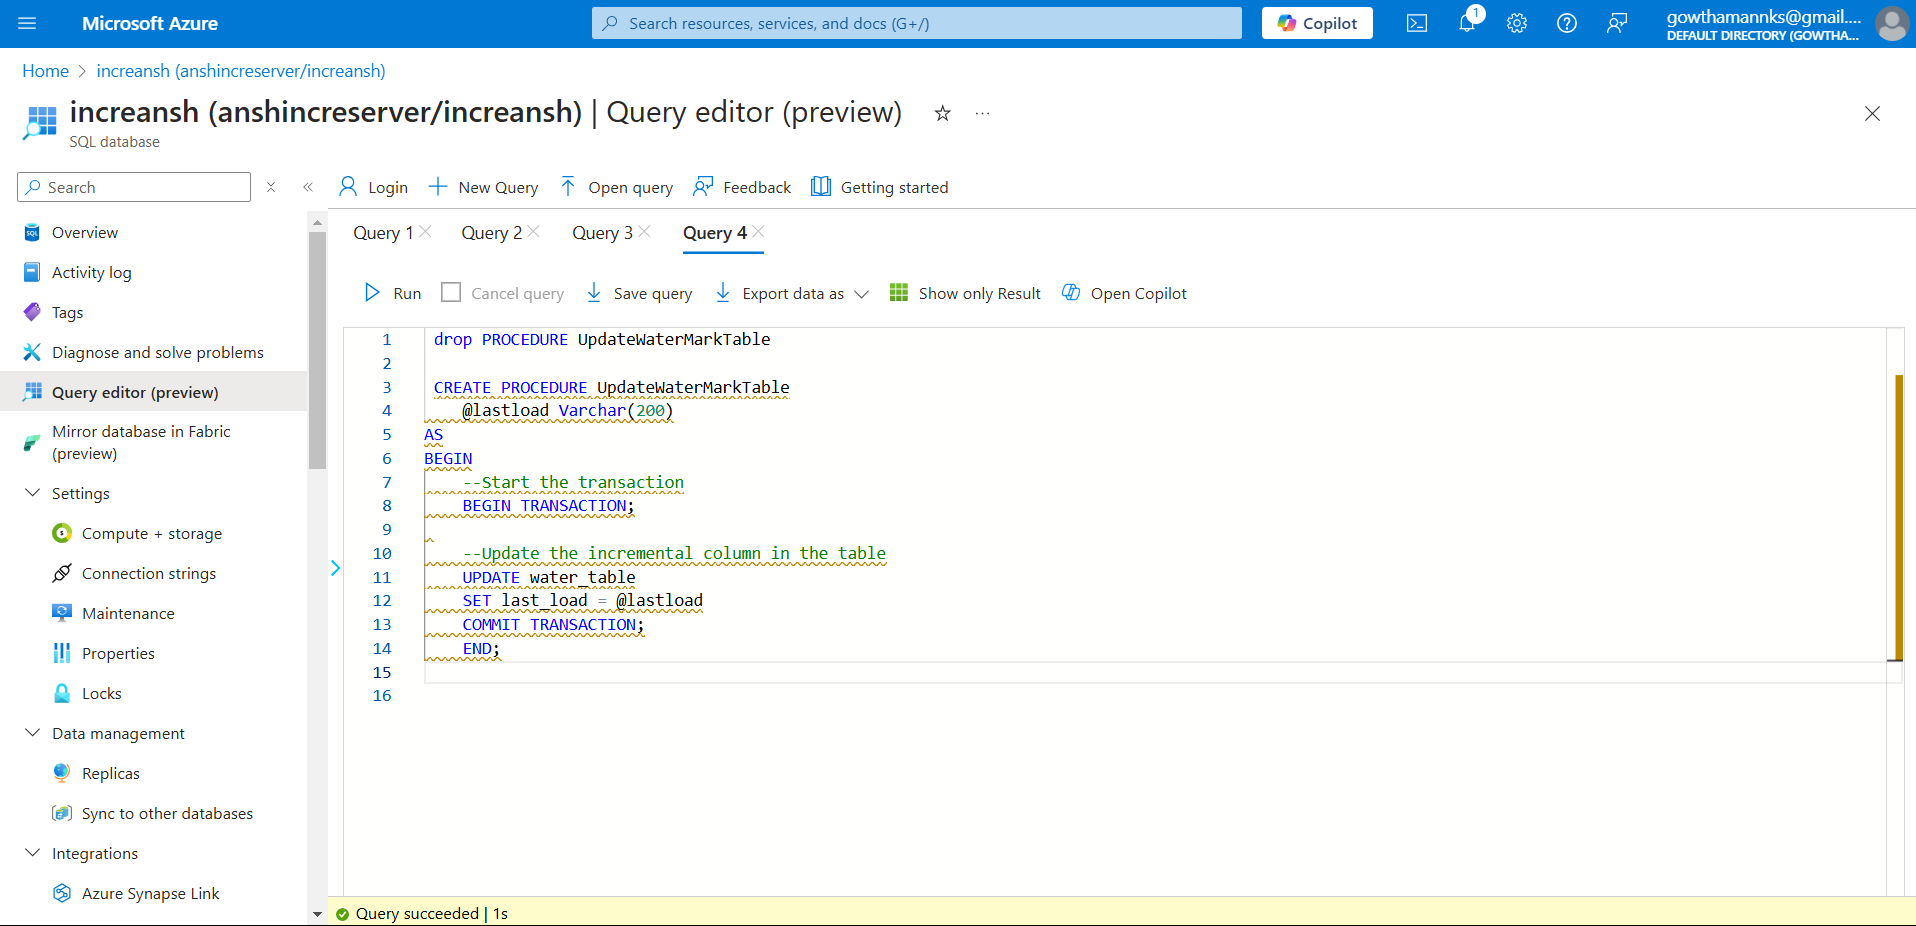 Microsoft Azure
Search resources, services, and docs (G+/)
Copilot
1
gowthamannks@gmail....
DEFAULT DIRECTORY (GOWTHA...
Home > increansh (anshincreserver/increansh)
increansh (anshincreserver/increansh) | Query editor (preview)
SQL database
Search
Login
New Query
Open query
Feedback
Getting started
Overview
Activity log
Tags
Diagnose and solve problems
Query editor (preview)
Mirror database in Fabric
(preview)
Settings
Compute + storage
Connection strings
Maintenance
Properties
Locks
Data management
Replicas
Sync to other databases
Integrations
Azure Synapse Link
Query 1
Query 2
Query 3
Query 4
Run
Cancel query
Save query
Export data as
Show only Result
Open Copilot
1 drop PROCEDURE UpdateWaterMarkTable
2
3 CREATE PROCEDURE UpdateWaterMarkTable
4 @lastload Varchar(200)
5 AS
6 BEGIN
7 --Start the transaction
8 BEGIN TRANSACTION;
9
10 --Update the incremental column in the table
11 UPDATE water_table
12 SET last_load = @lastload
13 COMMIT TRANSACTION;
14 END;
15
16
Query succeeded | 1s